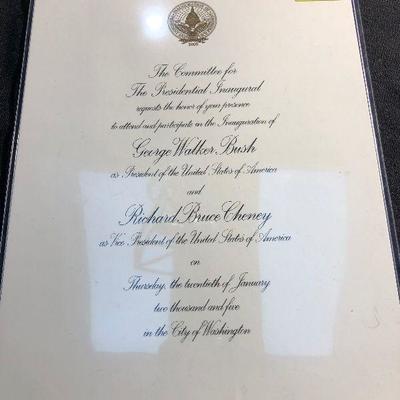 2005
The Committee for
The Presidential Inaugural
requests the honor of your presence
to attend and participate in the Inauguration of
George Walker Bush
as President of the United States of America
and
Richard Bruce Cheney
as Vice President of the United States of America
on
Thursday, the twentieth of January
two thousand and five
in the City of Washington